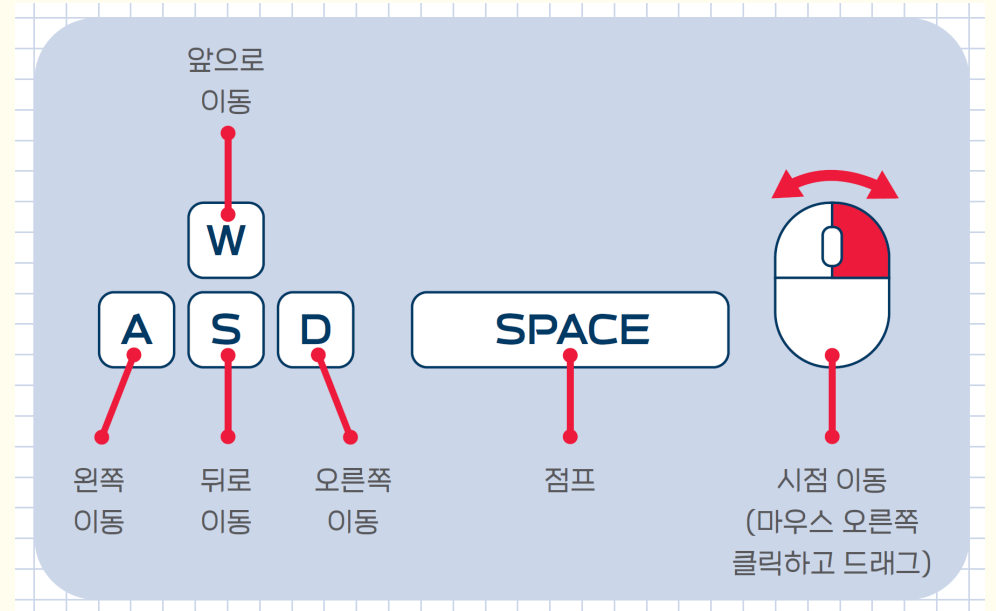 앞으로
이동
W
A S D SPACE
왼쪽
이동
뒤로
이동
오른쪽
이동
점프
시점 이동
(마우스 오른쪽
클릭하고 드래그)